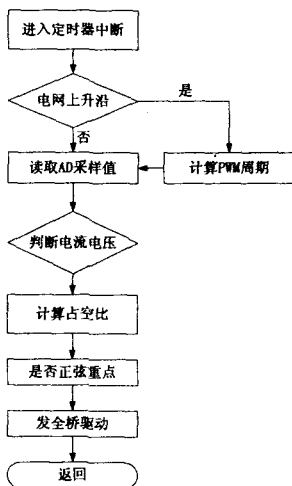 进入定时器中断
电网上升沿
是
否
读取AD采样值
计算PWM周期
判断电流电压
计算占空比
是否正弦重点
发全桥驱动
返回